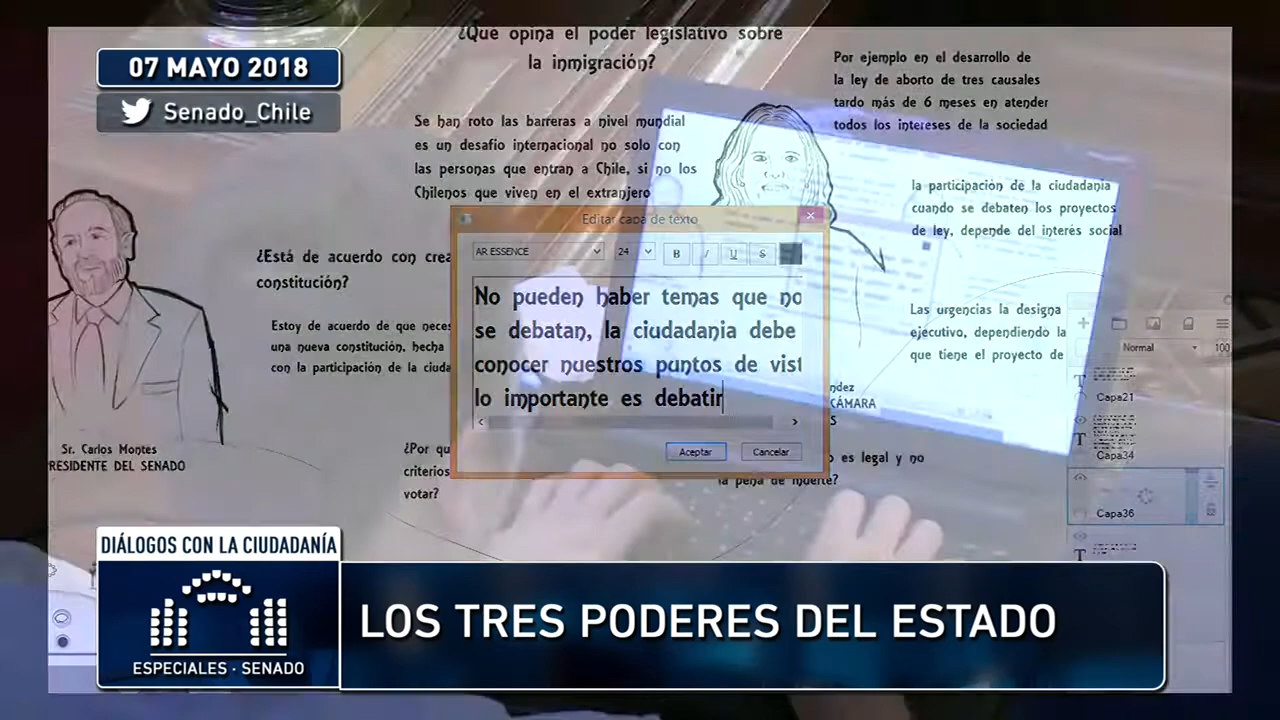 ¿Qué opina el poder legislativo sobre
la inmigración?
07 MAYO 2018
Senado_Chile
Por ejemplo en el desarrollo de
la ley de aborto de tres causales
tardo más de 6 meses en atender
todos los intereses de la sociedad
Se han roto las barreras a nivel mundial
es un desafío internacional no solo con
las personas que entran a Chile, si no los
Chilenos que viven en el extranjero
la participación de la ciudadanía
cuando se debaten los proyectos
de ley, depende del interés social
¿Está de acuerdo con crea
constitución?
Estoy de acuerdo de que neces
una nueva constitución, hecha
con la participación de la ciuda
Editar capa de texto
AR ESSENCE
24
B I U S
No pueden haber temas que no
se debatan, la ciudadania debe
conocer nuestros puntos de vist
lo importante es debatir
Aceptar
Cancelar
Las urgencias la designa
ejecutivo, dependiendo la
que tiene el proyecto de
Normal
100
Capa21
Capa34
Capa36
Sr. Carlos Montes
RESIDENTE DEL SENADO
ndez
CÁMARA
S
¿Por qu
criterios
votar?
o es legal y no
la pena de muerte?
DIÁLOGOS CON LA CIUDADANÍA
ESPECIALES · SENADO
LOS TRES PODERES DEL ESTADO